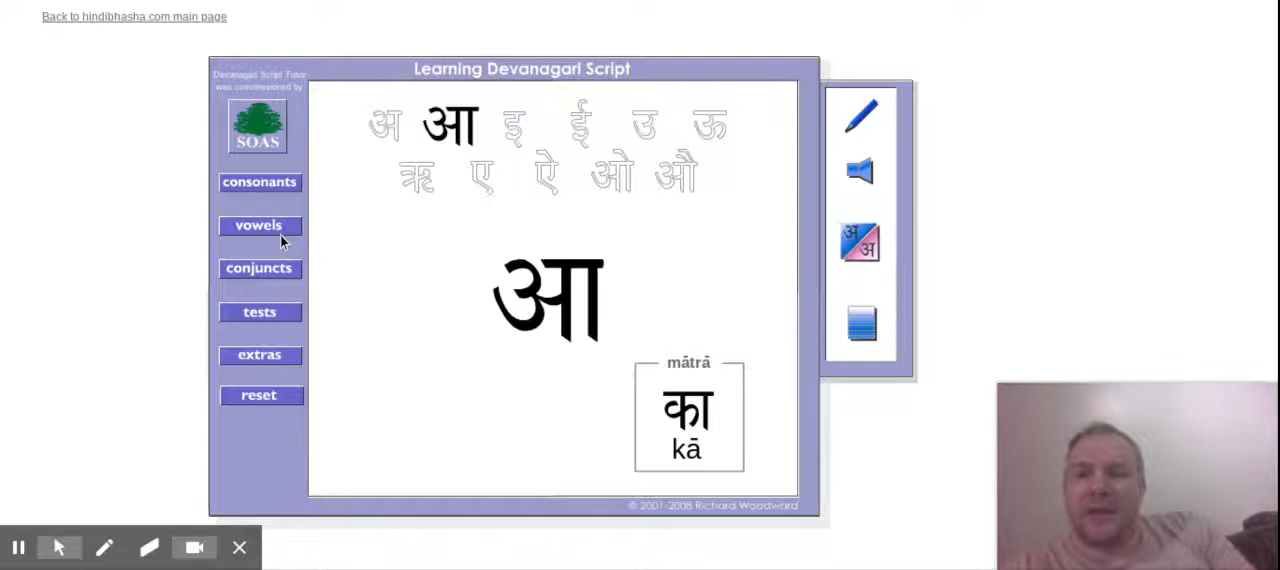 Back to hindibhasha.com main page
Learning Devanagari Script
Devanagari Script Tutor
was commissioned by
SOAS
consonants
vowels
conjuncts
tests
extras
reset
अ आ इ ई उ ऊ
ऋ ए ऐ ओ औ
आ
mātrā
का
kā
अ
अ
© 2001-2008 Richard Woodward